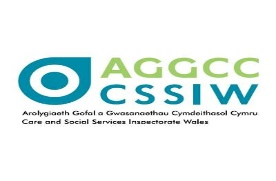 AGGCC
CSSIW
Arolygiaeth Gofal a Gwasanaethau Cymdeithasol Cymru
Care and Social Services Inspectorate Wales